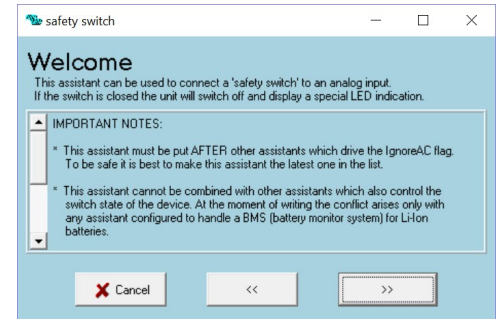 safety switch
Welcome
This assistant can be used to connect a 'safety switch' to an analog input.
If the switch is closed the unit will switch off and display a special LED indication.
IMPORTANT NOTES:
* This assistant must be put AFTER other assistants which drive the IgnoreAC flag.
To be safe it is best to make this assistant the latest one in the list.
* This assistant cannot be combined with other assistants which also control the
switch state of the device. At the moment of writing the conflict arises only with
any assistant configured to handle a BMS (battery monitor system) for Li-Ion
batteries.
Cancel
<<
>>